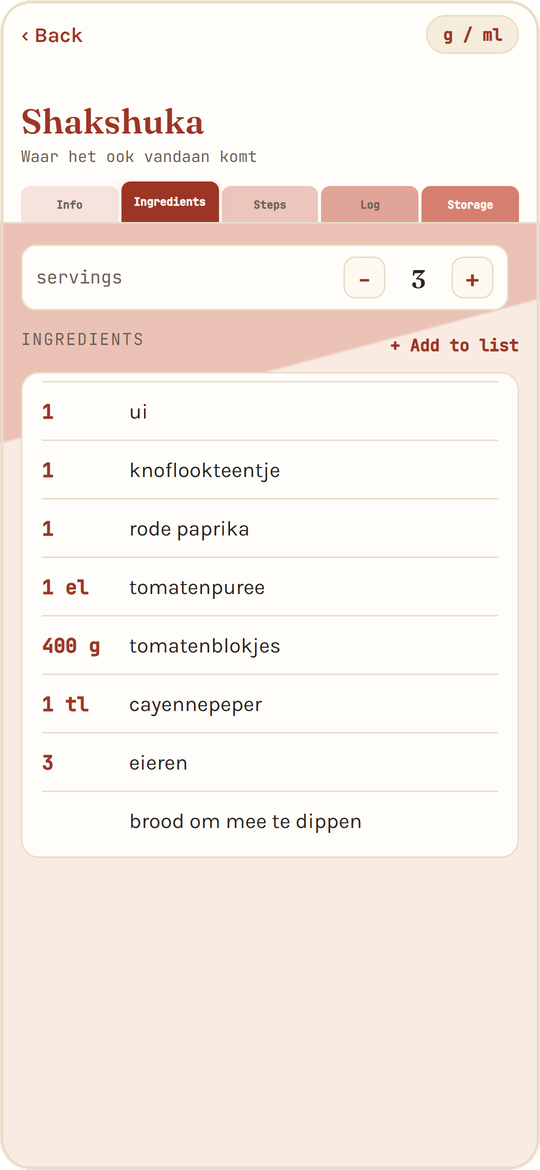 ‹ Back
g / ml
Shakshuka
Waar het ook vandaan komt
Info
Ingredients
Steps
Log
Storage
servings
– 3 +
INGREDIENTS
+ Add to list
1 ui
1 knoflookteentje
1 rode paprika
1 el tomatenpuree
400 g tomatenblokjes
1 tl cayennepeper
3 eieren
brood om mee te dippen